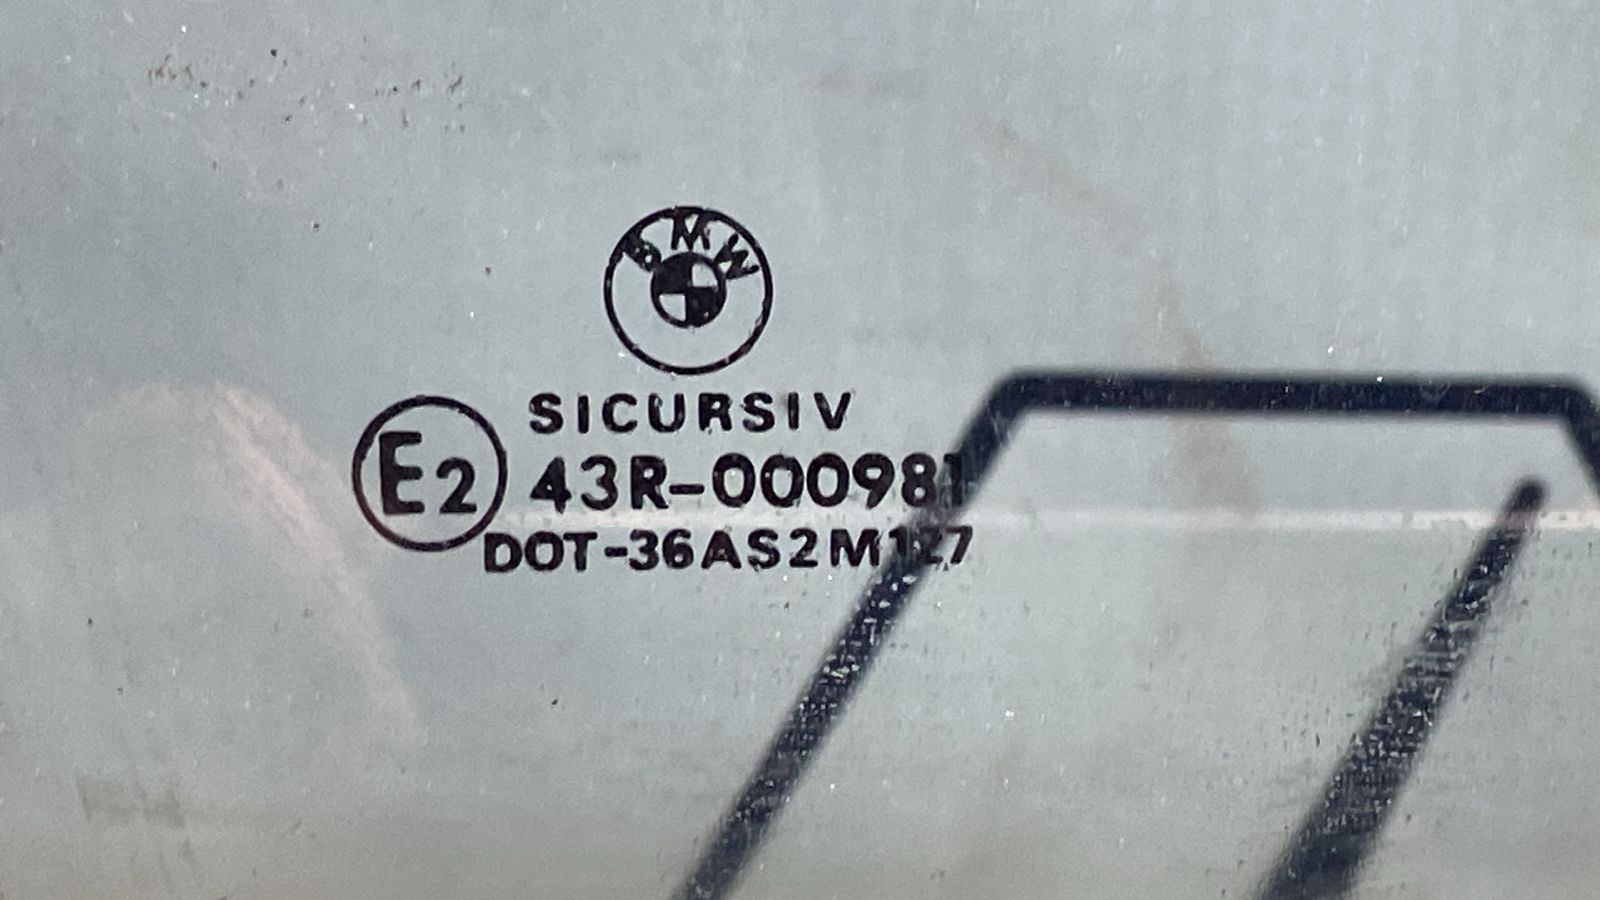 BMW
SICURSIV
E2 43R-000981
DOT-36AS2M127